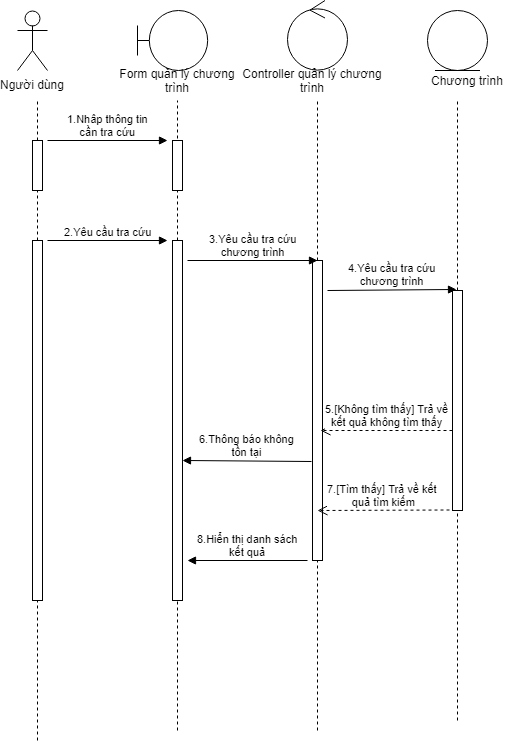 Người dùng
Form quản lý chương
trình
Controller quản lý chương
trình
Chương trình
1.Nhập thông tin
cần tra cứu
2.Yêu cầu tra cứu
3.Yêu cầu tra cứu
chương trình
4.Yêu cầu tra cứu
chương trình
5.[Không tìm thấy] Trả về
kết quả không tìm thấy
6.Thông báo không
tồn tại
7.[Tìm thấy] Trả về kết
quả tìm kiếm
8.Hiển thị danh sách
kết quả